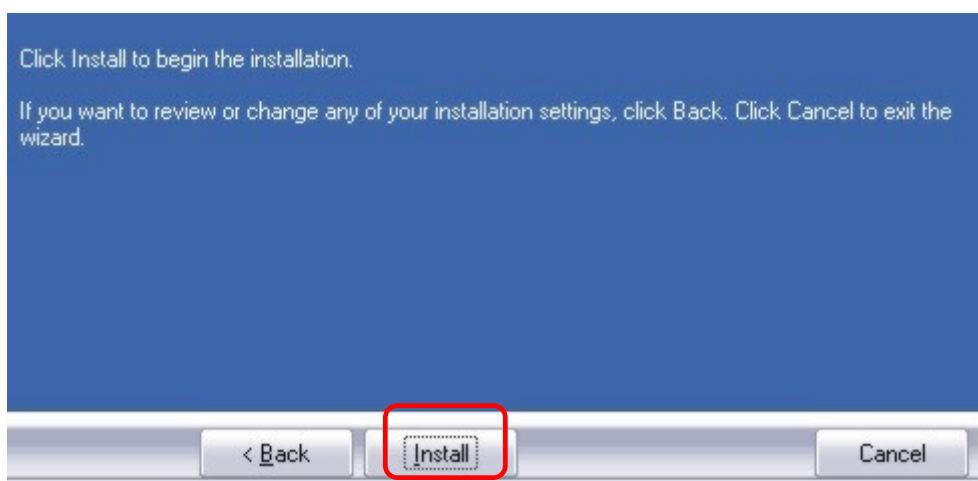 Click Install to begin the installation.
If you want to review or change any of your installation settings, click Back. Click Cancel to exit the
wizard.
< Back
Install
Cancel